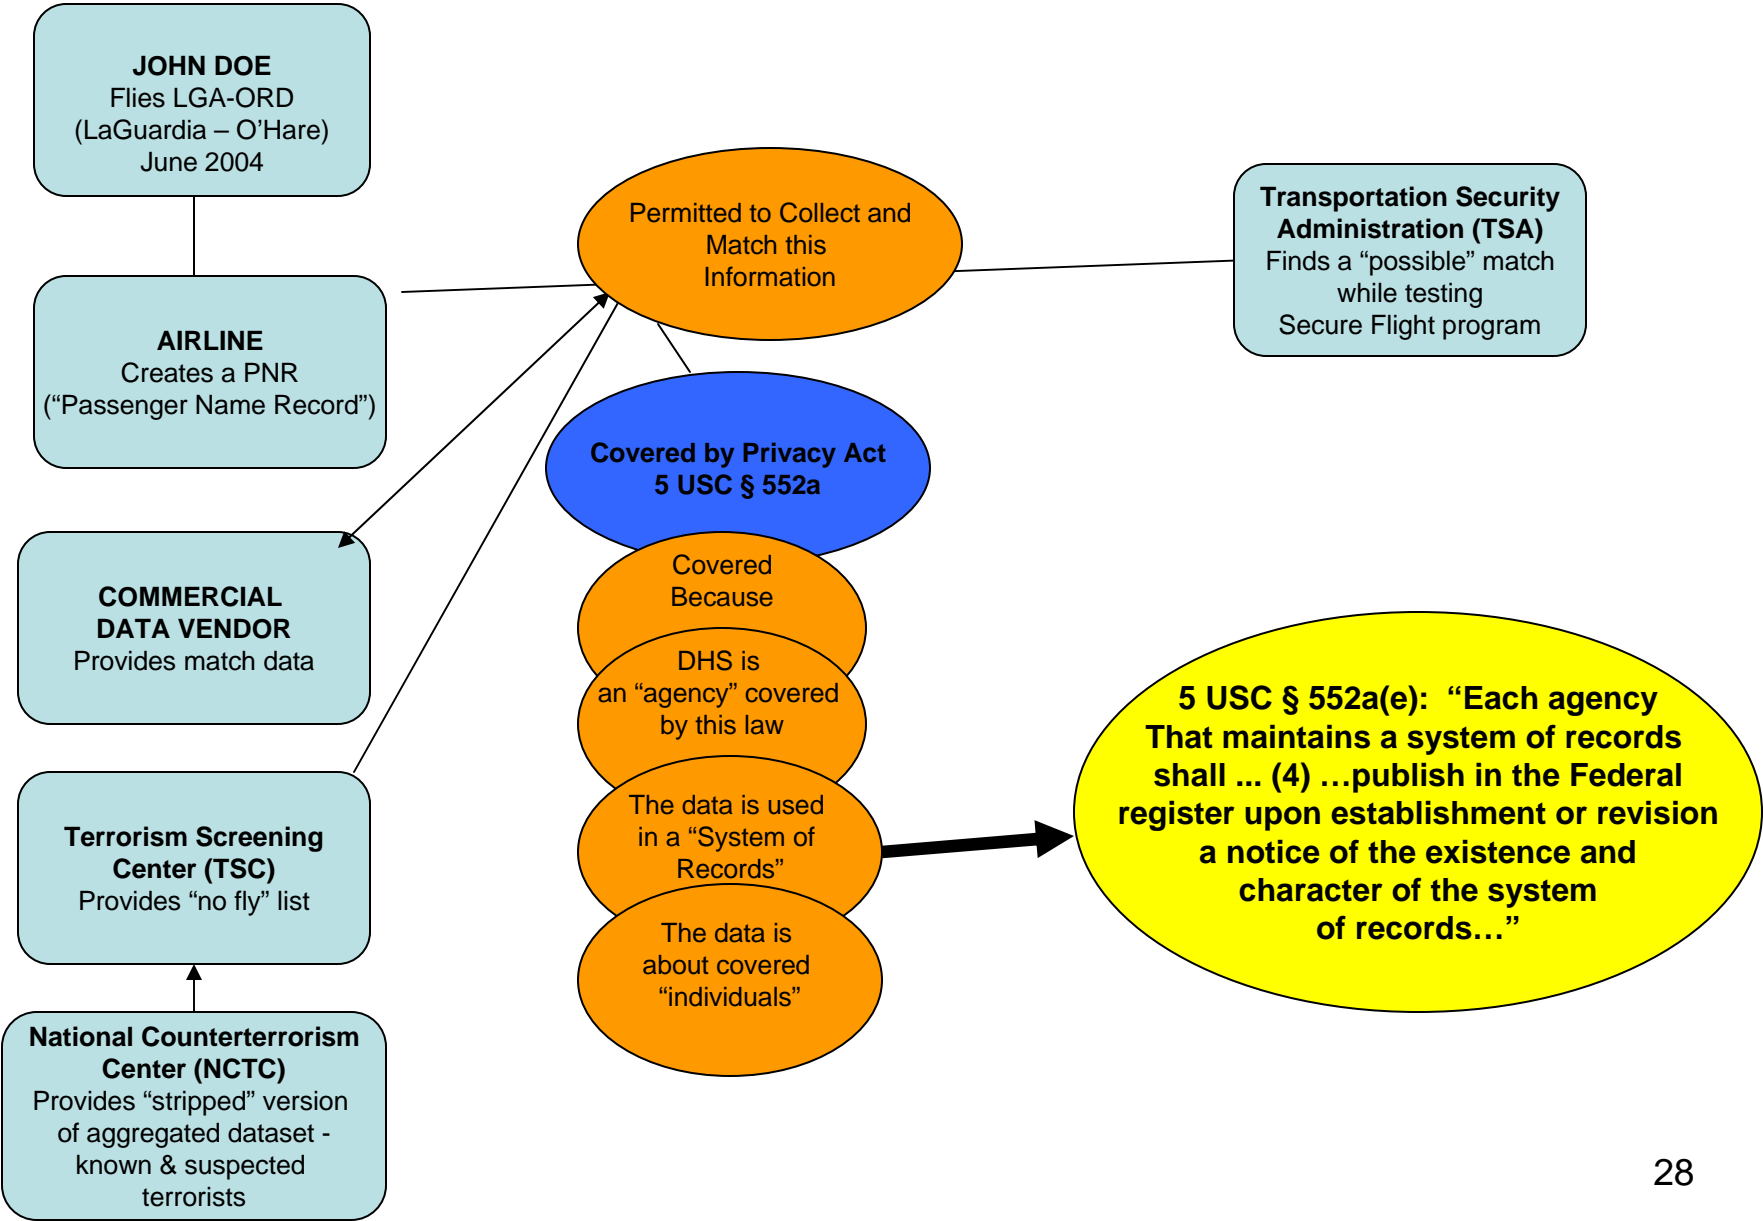 JOHN DOE
Flies LGA-ORD
(LaGuardia – O’Hare)
June 2004
AIRLINE
Creates a PNR
(“Passenger Name Record”)
COMMERCIAL
DATA VENDOR
Provides match data
Terrorism Screening
Center (TSC)
Provides “no fly” list
National Counterterrorism
Center (NCTC)
Provides “stripped” version
of aggregated dataset -
known & suspected
terrorists
Permitted to Collect and
Match this
Information
Covered by Privacy Act
5 USC § 552a
Covered
Because
DHS is
an “agency” covered
by this law
The data is used
in a “System of
Records”
The data is
about covered
“individuals”
Transportation Security
Administration (TSA)
Finds a “possible” match
while testing
Secure Flight program
5 USC § 552a(e):  “Each agency
That maintains a system of records
shall ... (4) …publish in the Federal
register upon establishment or revision
a notice of the existence and
character of the system
of records…”
28